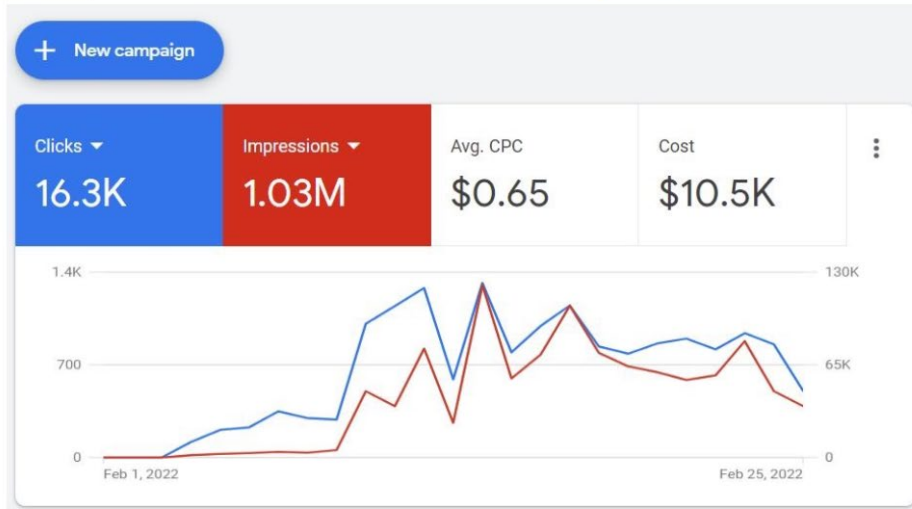 + New campaign
Clicks
Impressions
Avg. CPC
Cost
16.3K
1.03M
$0.65
$10.5K
1.4K
130K
700
65K
0
0
Feb 1, 2022
Feb 25, 2022